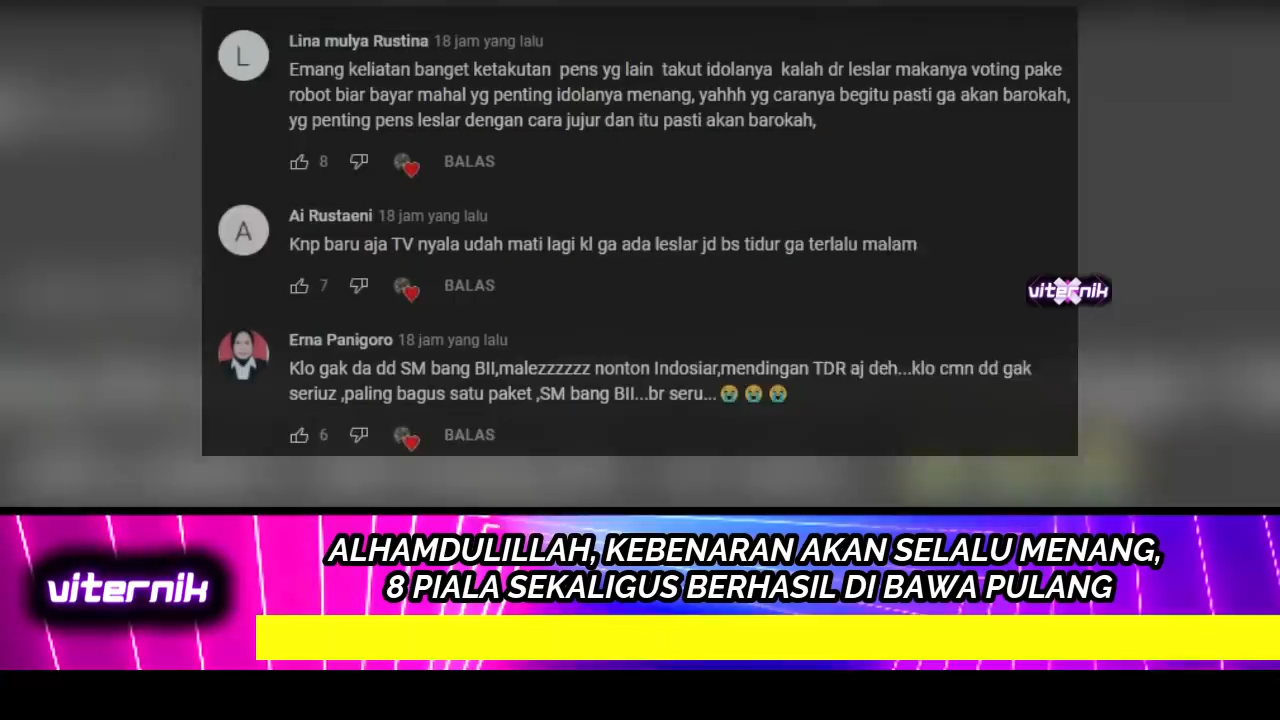 L
Lina mulya Rustina 18 jam yang lalu
Emang keliatan banget ketakutan pens yg lain takut idolanya kalah dr leslar makanya voting pake
robot biar bayar mahal yg penting idolanya menang, yahhh yg caranya begitu pasti ga akan barokah,
yg penting pens leslar dengan cara jujur dan itu pasti akan barokah,
8 BALAS
A
Ai Rustaeni 18 jam yang lalu
Knp baru aja TV nyala udah mati lagi kl ga ada leslar jd bs tidur ga terlalu malam
7 BALAS
viternik
Erna Panigoro 18 jam yang lalu
Klo gak da dd SM bang BII,malezzzzzz nonton Indosiar,mendingan TDR aj deh...klo cmn dd gak
seriuz ,paling bagus satu paket ,SM bang BII...br seru...😭😭😭
6 BALAS
viternik
ALHAMDULILLAH, KEBENARAN AKAN SELALU MENANG,
8 PIALA SEKALIGUS BERHASIL DI BAWA PULANG